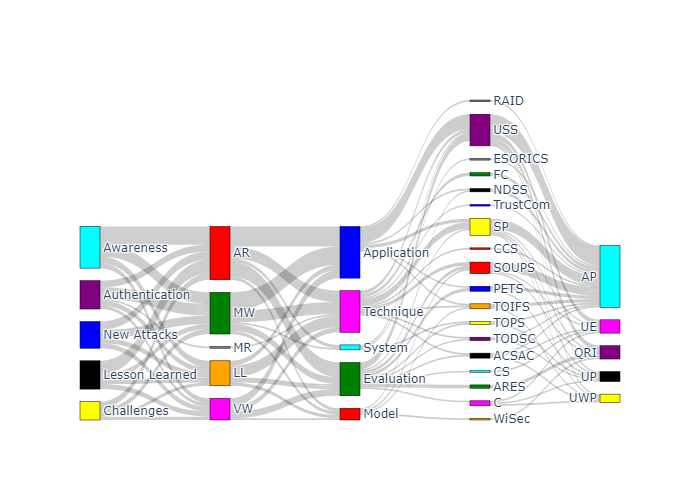 Awareness
Authentication
New Attacks
Lesson Learned
Challenges
AR
MW
MR
LL
VW
Application
Technique
System
Evaluation
Model
RAID
USS
ESORICS
FC
NDSS
TrustCom
SP
CCS
SOUPS
PETS
TOIFS
TOPS
TODSC
ACSAC
CS
ARES
C
WiSec
AP
UE
QRI
UP
UWP